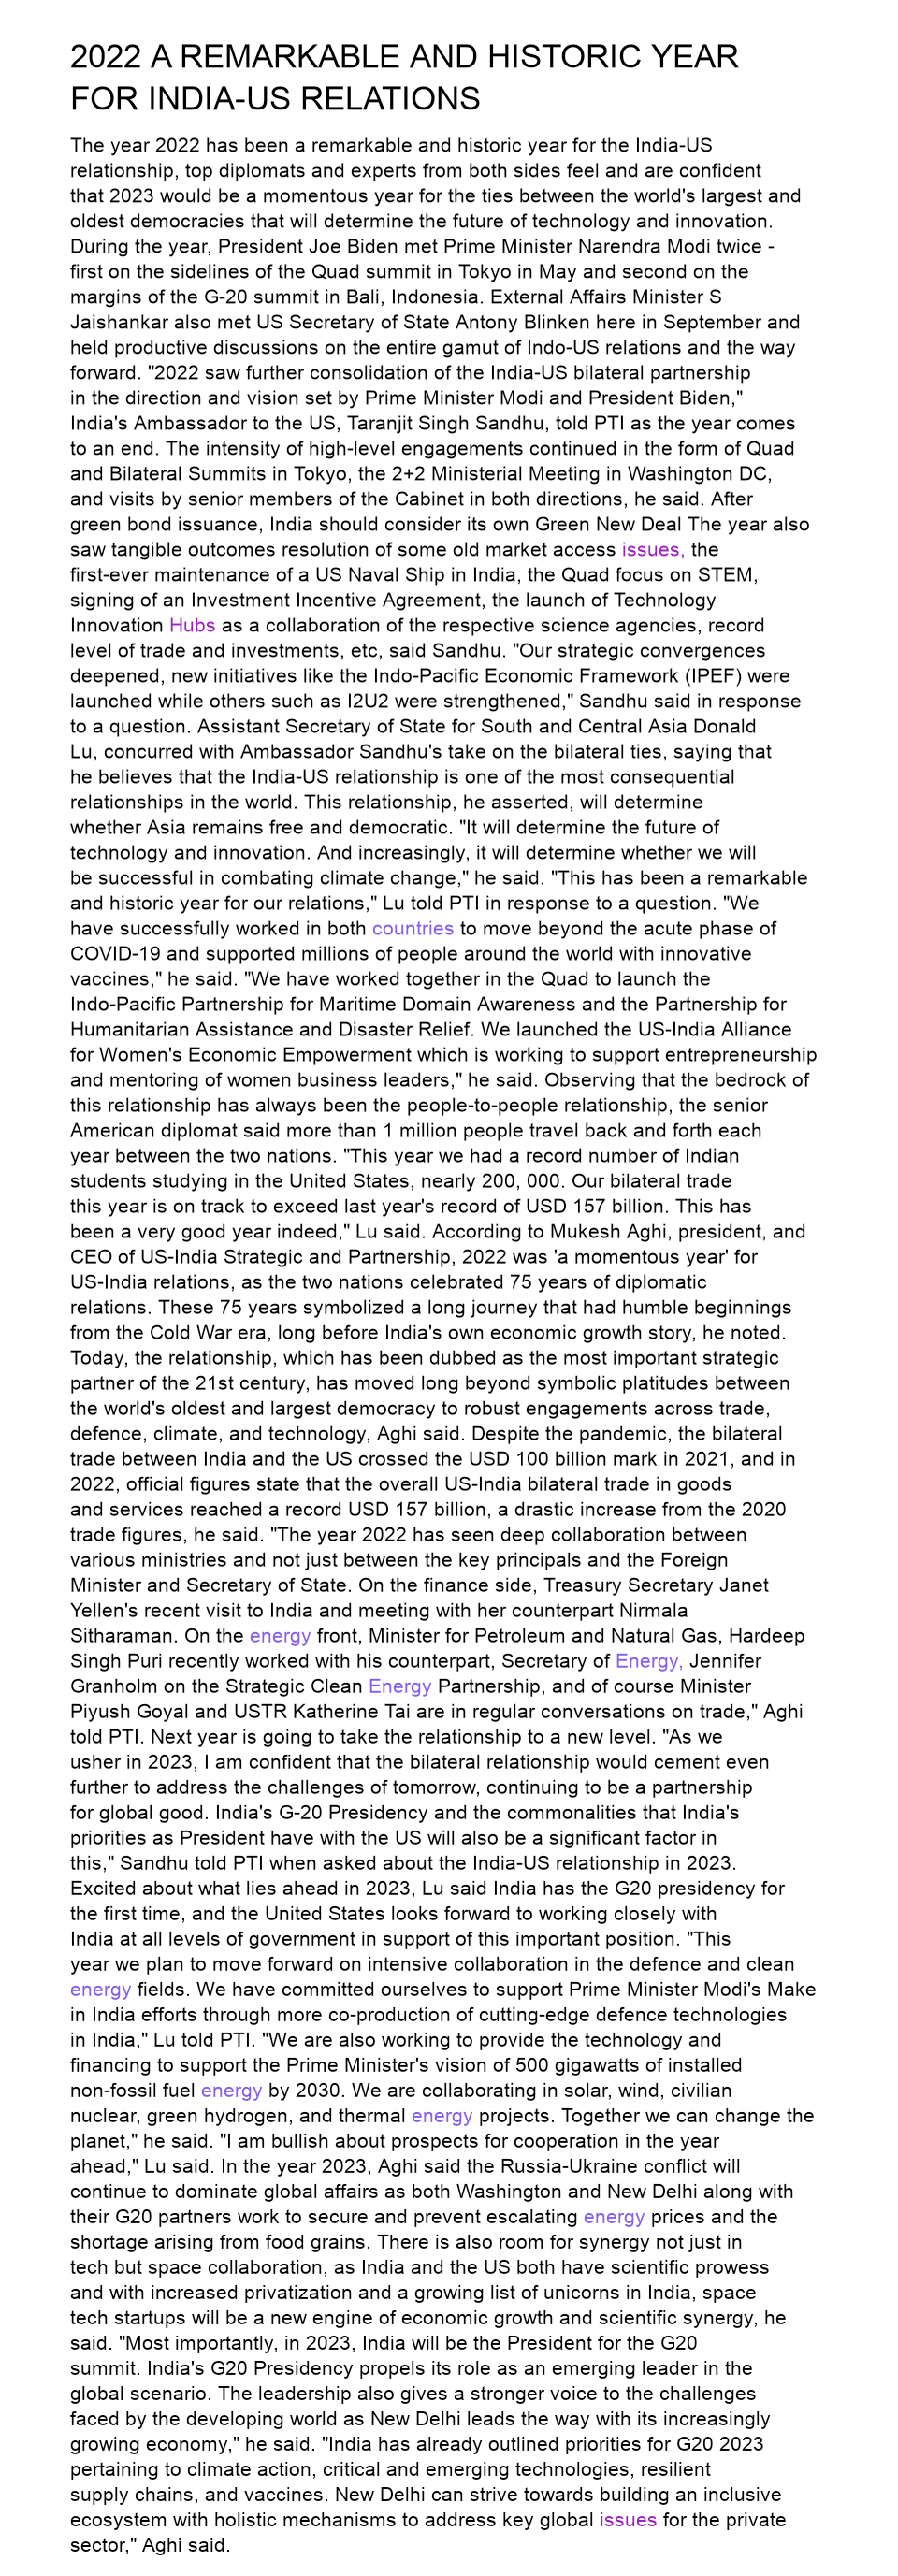 2022 A REMARKABLE AND HISTORIC YEAR
FOR INDIA-US RELATIONS
The year 2022 has been a remarkable and historic year for the India-US
relationship, top diplomats and experts from both sides feel and are confident
that 2023 would be a momentous year for the ties between the world's largest and
oldest democracies that will determine the future of technology and innovation.
During the year, President Joe Biden met Prime Minister Narendra Modi twice -
first on the sidelines of the Quad summit in Tokyo in May and second on the
margins of the G-20 summit in Bali, Indonesia. External Affairs Minister S
Jaishankar also met US Secretary of State Antony Blinken here in September and
held productive discussions on the entire gamut of Indo-US relations and the way
forward. "2022 saw further consolidation of the India-US bilateral partnership
in the direction and vision set by Prime Minister Modi and President Biden,"
India's Ambassador to the US, Taranjit Singh Sandhu, told PTI as the year comes
to an end. The intensity of high-level engagements continued in the form of Quad
and Bilateral Summits in Tokyo, the 2+2 Ministerial Meeting in Washington DC,
and visits by senior members of the Cabinet in both directions, he said. After
green bond issuance, India should consider its own Green New Deal The year also
saw tangible outcomes resolution of some old market access issues, the
first-ever maintenance of a US Naval Ship in India, the Quad focus on STEM,
signing of an Investment Incentive Agreement, the launch of Technology
Innovation Hubs as a collaboration of the respective science agencies, record
level of trade and investments, etc, said Sandhu. "Our strategic convergences
deepened, new initiatives like the Indo-Pacific Economic Framework (IPEF) were
launched while others such as I2U2 were strengthened," Sandhu said in response
to a question. Assistant Secretary of State for South and Central Asia Donald
Lu, concurred with Ambassador Sandhu's take on the bilateral ties, saying that
he believes that the India-US relationship is one of the most consequential
relationships in the world. This relationship, he asserted, will determine
whether Asia remains free and democratic. "It will determine the future of
technology and innovation. And increasingly, it will determine whether we will
be successful in combating climate change," he said. "This has been a remarkable
and historic year for our relations," Lu told PTI in response to a question. "We
have successfully worked in both countries to move beyond the acute phase of
COVID-19 and supported millions of people around the world with innovative
vaccines," he said. "We have worked together in the Quad to launch the
Indo-Pacific Partnership for Maritime Domain Awareness and the Partnership for
Humanitarian Assistance and Disaster Relief. We launched the US-India Alliance
for Women's Economic Empowerment which is working to support entrepreneurship
and mentoring of women business leaders," he said. Observing that the bedrock of
this relationship has always been the people-to-people relationship, the senior
American diplomat said more than 1 million people travel back and forth each
year between the two nations. "This year we had a record number of Indian
students studying in the United States, nearly 200, 000. Our bilateral trade
this year is on track to exceed last year's record of USD 157 billion. This has
been a very good year indeed," Lu said. According to Mukesh Aghi, president, and
CEO of US-India Strategic and Partnership, 2022 was 'a momentous year' for
US-India relations, as the two nations celebrated 75 years of diplomatic
relations. These 75 years symbolized a long journey that had humble beginnings
from the Cold War era, long before India's own economic growth story, he noted.
Today, the relationship, which has been dubbed as the most important strategic
partner of the 21st century, has moved long beyond symbolic platitudes between
the world's oldest and largest democracy to robust engagements across trade,
defence, climate, and technology, Aghi said. Despite the pandemic, the bilateral
trade between India and the US crossed the USD 100 billion mark in 2021, and in
2022, official figures state that the overall US-India bilateral trade in goods
and services reached a record USD 157 billion, a drastic increase from the 2020
trade figures, he said. "The year 2022 has seen deep collaboration between
various ministries and not just between the key principals and the Foreign
Minister and Secretary of State. On the finance side, Treasury Secretary Janet
Yellen's recent visit to India and meeting with her counterpart Nirmala
Sitharaman. On the energy front, Minister for Petroleum and Natural Gas, Hardeep
Singh Puri recently worked with his counterpart, Secretary of Energy, Jennifer
Granholm on the Strategic Clean Energy Partnership, and of course Minister
Piyush Goyal and USTR Katherine Tai are in regular conversations on trade," Aghi
told PTI. Next year is going to take the relationship to a new level. "As we
usher in 2023, I am confident that the bilateral relationship would cement even
further to address the challenges of tomorrow, continuing to be a partnership
for global good. India's G-20 Presidency and the commonalities that India's
priorities as President have with the US will also be a significant factor in
this," Sandhu told PTI when asked about the India-US relationship in 2023.
Excited about what lies ahead in 2023, Lu said India has the G20 presidency for
the first time, and the United States looks forward to working closely with
India at all levels of government in support of this important position. "This
year we plan to move forward on intensive collaboration in the defence and clean
energy fields. We have committed ourselves to support Prime Minister Modi's Make
in India efforts through more co-production of cutting-edge defence technologies
in India," Lu told PTI. "We are also working to provide the technology and
financing to support the Prime Minister's vision of 500 gigawatts of installed
non-fossil fuel energy by 2030. We are collaborating in solar, wind, civilian
nuclear, green hydrogen, and thermal energy projects. Together we can change the
planet," he said. "I am bullish about prospects for cooperation in the year
ahead," Lu said. In the year 2023, Aghi said the Russia-Ukraine conflict will
continue to dominate global affairs as both Washington and New Delhi along with
their G20 partners work to secure and prevent escalating energy prices and the
shortage arising from food grains. There is also room for synergy not just in
tech but space collaboration, as India and the US both have scientific prowess
and with increased privatization and a growing list of unicorns in India, space
tech startups will be a new engine of economic growth and scientific synergy, he
said. "Most importantly, in 2023, India will be the President for the G20
summit. India's G20 Presidency propels its role as an emerging leader in the
global scenario. The leadership also gives a stronger voice to the challenges
faced by the developing world as New Delhi leads the way with its increasingly
growing economy," he said. "India has already outlined priorities for G20 2023
pertaining to climate action, critical and emerging technologies, resilient
supply chains, and vaccines. New Delhi can strive towards building an inclusive
ecosystem with holistic mechanisms to address key global issues for the private
sector," Aghi said.